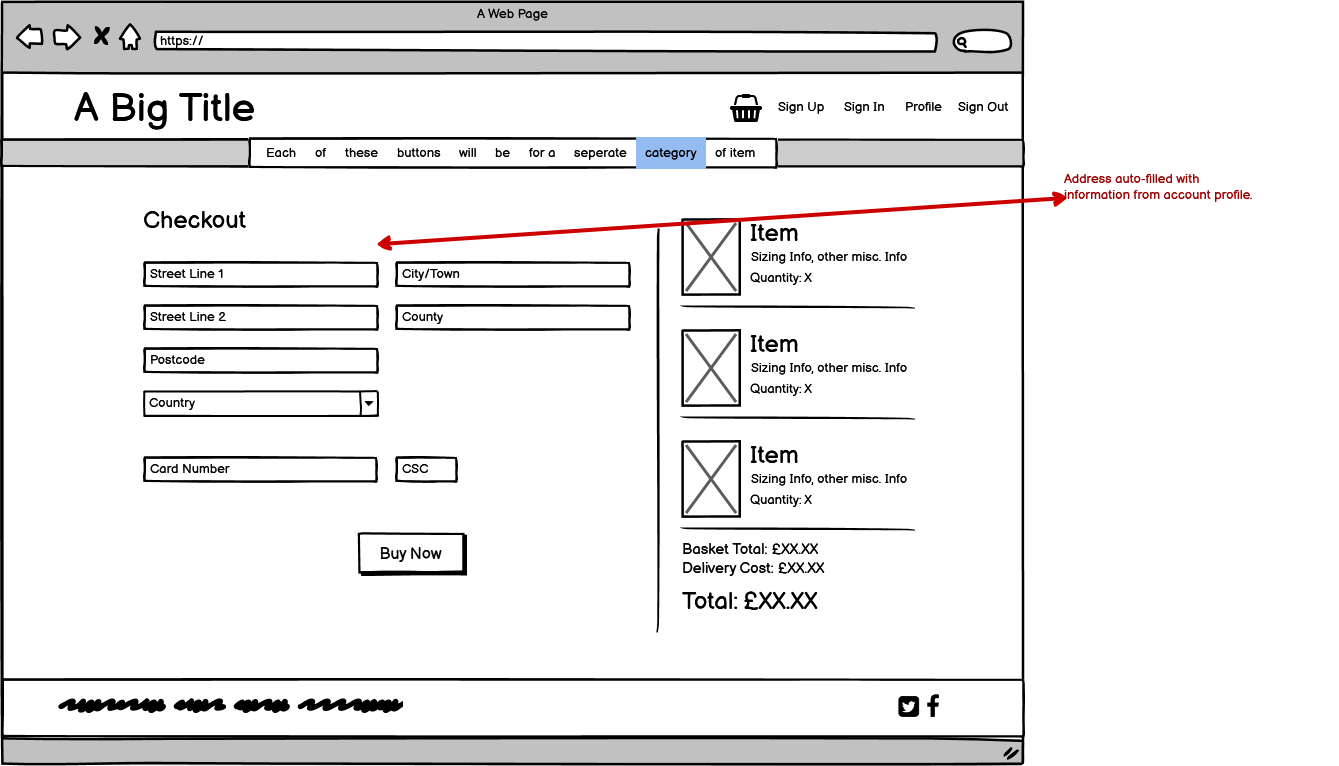 A Web Page
https://
A Big Title
Sign Up Sign In Profile Sign Out
Each of these buttons will be for a seperate category of item
Address auto-filled with
information from account profile.
Checkout
Street Line 1
City/Town
Street Line 2
County
Postcode
Country
Card Number
CSC
Buy Now
Item
Sizing Info, other misc. Info
Quantity: X
Item
Sizing Info, other misc. Info
Quantity: X
Item
Sizing Info, other misc. Info
Quantity: X
Basket Total: £XX.XX
Delivery Cost: £XX.XX
Total: £XX.XX